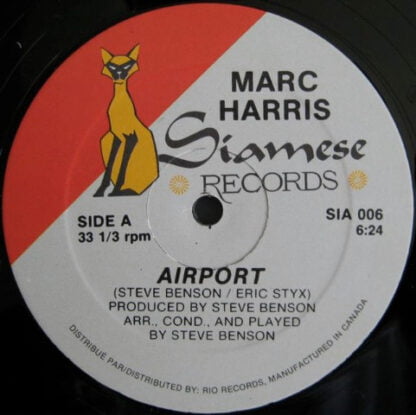 MARC
HARRIS
Siamese
RECORDS
SIDE A
33 1/3 rpm
SIA 006
6:24
AIRPORT
(STEVE BENSON / ERIC STYX)
PRODUCED BY STEVE BENSON
ARR., COND., AND PLAYED
BY STEVE BENSON
DISTRIBUE PAR/DISTRIBUTED BY: RIO RECORDS, MANUFACTURED IN CANADA